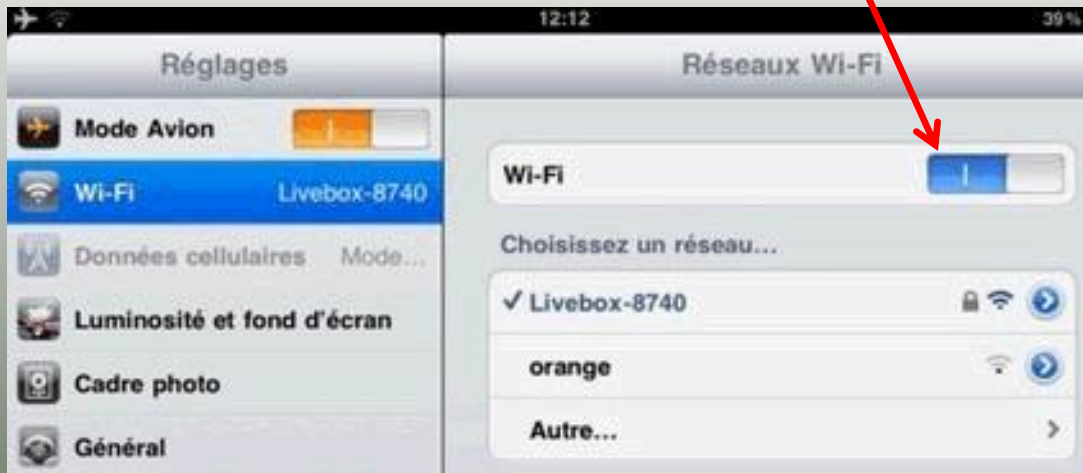 12:12
39%
Réglages
Réseaux Wi-Fi
Mode Avion
Wi-Fi Livebox-8740
Données cellulaires Mode...
Luminosité et fond d'écran
Cadre photo
Général
Wi-Fi
Choisissez un réseau...
✓ Livebox-8740
orange
Autre...